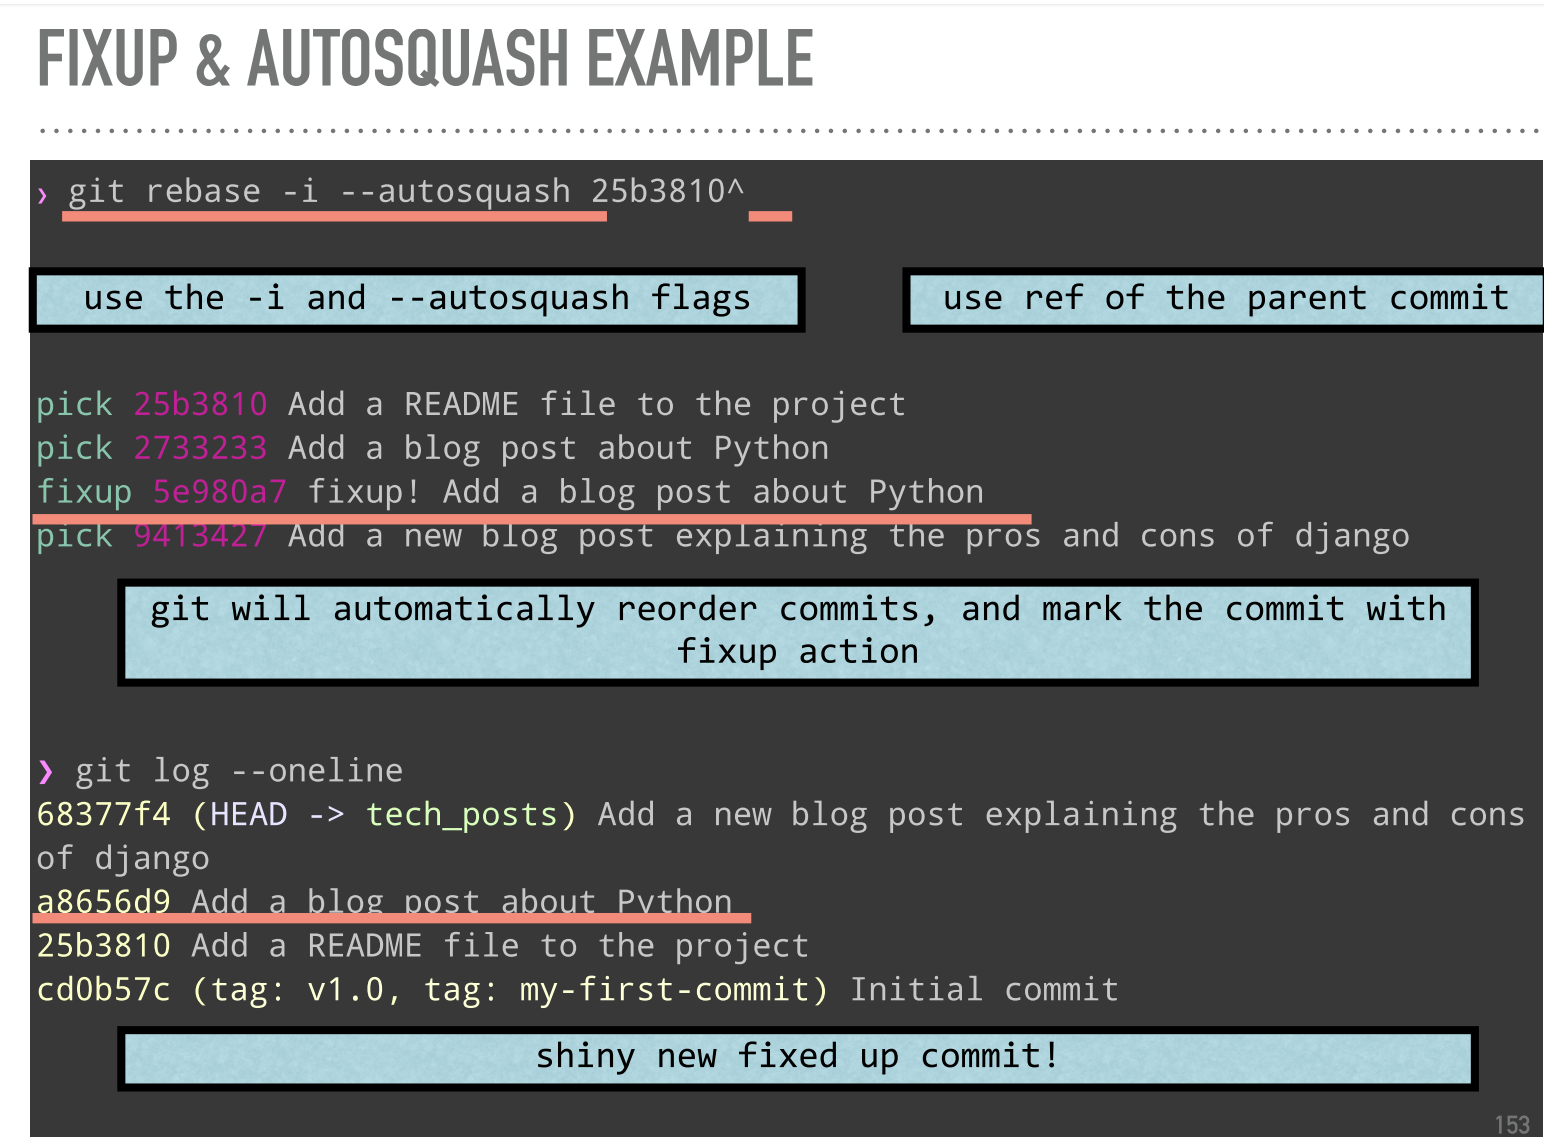 FIXUP & AUTOSQUASH EXAMPLE
❯ git rebase -i --autosquash 25b3810^
use the -i and --autosquash flags
use ref of the parent commit
pick 25b3810 Add a README file to the project
pick 2733233 Add a blog post about Python
fixup 5e980a7 fixup! Add a blog post about Python
pick 9413427 Add a new blog post explaining the pros and cons of django
git will automatically reorder commits, and mark the commit with
fixup action
❯ git log --oneline
68377f4 (HEAD -> tech_posts) Add a new blog post explaining the pros and cons
of django
a8656d9 Add a blog post about Python
25b3810 Add a README file to the project
cd0b57c (tag: v1.0, tag: my-first-commit) Initial commit
shiny new fixed up commit!
153